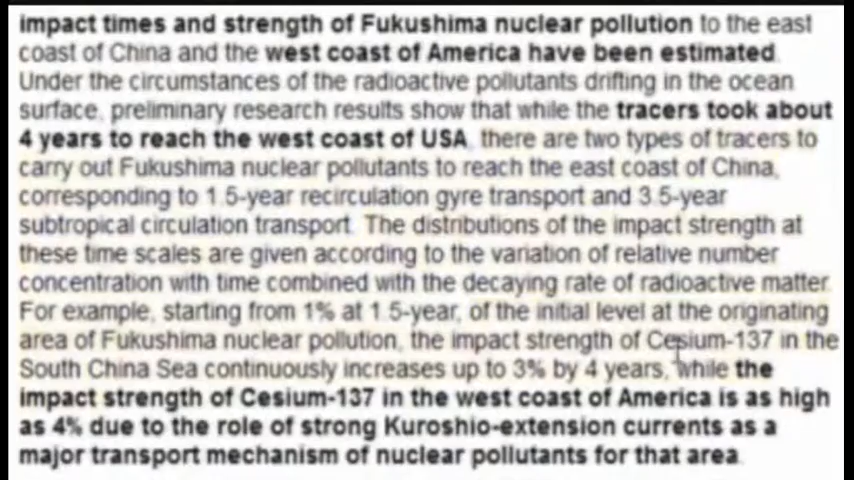 impact times and strength of Fukushima nuclear pollution to the east
coast of China and the west coast of America have been estimated.
Under the circumstances of the radioactive pollutants drifting in the ocean
surface, preliminary research results show that while the tracers took about
4 years to reach the west coast of USA, there are two types of tracers to
carry out Fukushima nuclear pollutants to reach the east coast of China,
corresponding to 1.5-year recirculation gyre transport and 3.5-year
subtropical circulation transport. The distributions of the impact strength at
these time scales are given according to the variation of relative number
concentration with time combined with the decaying rate of radioactive matter.
For example, starting from 1% at 1.5-year, of the initial level at the originating
area of Fukushima nuclear pollution, the impact strength of Cesium-137 in the
South China Sea continuously increases up to 3% by 4 years, while the
impact strength of Cesium-137 in the west coast of America is as high
as 4% due to the role of strong Kuroshio-extension currents as a
major transport mechanism of nuclear pollutants for that area.